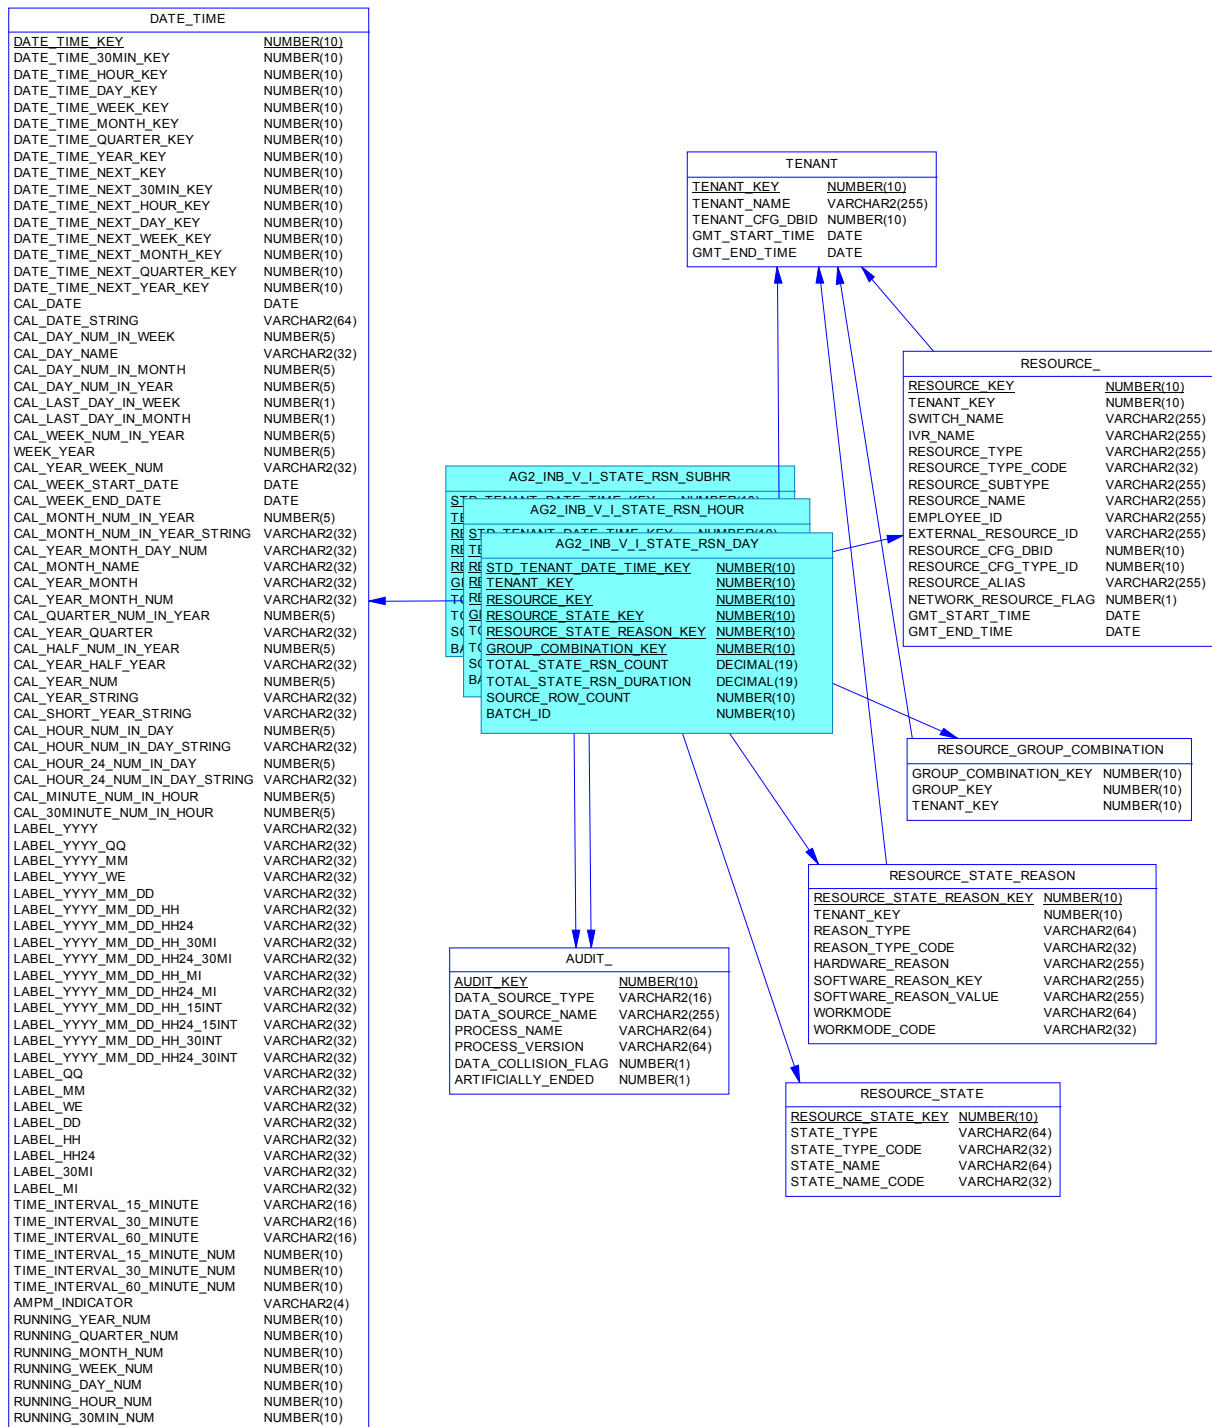 DATE_TIME
DATE_TIME_KEY NUMBER(10)
DATE_TIME_30MIN_KEY NUMBER(10)
DATE_TIME_HOUR_KEY NUMBER(10)
DATE_TIME_DAY_KEY NUMBER(10)
DATE_TIME_WEEK_KEY NUMBER(10)
DATE_TIME_MONTH_KEY NUMBER(10)
DATE_TIME_QUARTER_KEY NUMBER(10)
DATE_TIME_YEAR_KEY NUMBER(10)
DATE_TIME_NEXT_KEY NUMBER(10)
DATE_TIME_NEXT_30MIN_KEY NUMBER(10)
DATE_TIME_NEXT_HOUR_KEY NUMBER(10)
DATE_TIME_NEXT_DAY_KEY NUMBER(10)
DATE_TIME_NEXT_WEEK_KEY NUMBER(10)
DATE_TIME_NEXT_MONTH_KEY NUMBER(10)
DATE_TIME_NEXT_QUARTER_KEY NUMBER(10)
DATE_TIME_NEXT_YEAR_KEY NUMBER(10)
CAL_DATE DATE
CAL_DATE_STRING VARCHAR2(64)
CAL_DAY_NUM_IN_WEEK NUMBER(5)
CAL_DAY_NAME VARCHAR2(32)
CAL_DAY_NUM_IN_MONTH NUMBER(5)
CAL_DAY_NUM_IN_YEAR NUMBER(5)
CAL_LAST_DAY_IN_WEEK NUMBER(1)
CAL_LAST_DAY_IN_MONTH NUMBER(1)
CAL_WEEK_NUM_IN_YEAR NUMBER(5)
WEEK_YEAR NUMBER(5)
CAL_YEAR_WEEK_NUM VARCHAR2(32)
CAL_WEEK_START_DATE DATE
CAL_WEEK_END_DATE DATE
CAL_MONTH_NUM_IN_YEAR NUMBER(5)
CAL_MONTH_NUM_IN_YEAR_STRING VARCHAR2(32)
CAL_YEAR_MONTH_DAY_NUM VARCHAR2(32)
CAL_MONTH_NAME VARCHAR2(32)
CAL_YEAR_MONTH VARCHAR2(32)
CAL_YEAR_MONTH_NUM VARCHAR2(32)
CAL_QUARTER_NUM_IN_YEAR NUMBER(5)
CAL_YEAR_QUARTER VARCHAR2(32)
CAL_HALF_NUM_IN_YEAR NUMBER(5)
CAL_YEAR_HALF_YEAR VARCHAR2(32)
CAL_YEAR_NUM NUMBER(5)
CAL_YEAR_STRING VARCHAR2(32)
CAL_SHORT_YEAR_STRING VARCHAR2(32)
CAL_HOUR_NUM_IN_DAY NUMBER(5)
CAL_HOUR_NUM_IN_DAY_STRING VARCHAR2(32)
CAL_HOUR_24_NUM_IN_DAY NUMBER(5)
CAL_HOUR_24_NUM_IN_DAY_STRING VARCHAR2(32)
CAL_MINUTE_NUM_IN_HOUR NUMBER(5)
CAL_30MINUTE_NUM_IN_HOUR NUMBER(5)
LABEL_YYYY VARCHAR2(32)
LABEL_YYYY_QQ VARCHAR2(32)
LABEL_YYYY_MM VARCHAR2(32)
LABEL_YYYY_WE VARCHAR2(32)
LABEL_YYYY_MM_DD VARCHAR2(32)
LABEL_YYYY_MM_DD_HH VARCHAR2(32)
LABEL_YYYY_MM_DD_HH24 VARCHAR2(32)
LABEL_YYYY_MM_DD_HH_30MI VARCHAR2(32)
LABEL_YYYY_MM_DD_HH24_30MI VARCHAR2(32)
LABEL_YYYY_MM_DD_HH_MI VARCHAR2(32)
LABEL_YYYY_MM_DD_HH24_MI VARCHAR2(32)
LABEL_YYYY_MM_DD_HH_15INT VARCHAR2(32)
LABEL_YYYY_MM_DD_HH24_15INT VARCHAR2(32)
LABEL_YYYY_MM_DD_HH_30INT VARCHAR2(32)
LABEL_YYYY_MM_DD_HH24_30INT VARCHAR2(32)
LABEL_QQ VARCHAR2(32)
LABEL_MM VARCHAR2(32)
LABEL_WE VARCHAR2(32)
LABEL_DD VARCHAR2(32)
LABEL_HH VARCHAR2(32)
LABEL_HH24 VARCHAR2(32)
LABEL_30MI VARCHAR2(32)
LABEL_MI VARCHAR2(32)
TIME_INTERVAL_15_MINUTE VARCHAR2(16)
TIME_INTERVAL_30_MINUTE VARCHAR2(16)
TIME_INTERVAL_60_MINUTE VARCHAR2(16)
TIME_INTERVAL_15_MINUTE_NUM NUMBER(10)
TIME_INTERVAL_30_MINUTE_NUM NUMBER(10)
TIME_INTERVAL_60_MINUTE_NUM NUMBER(10)
AMPM_INDICATOR VARCHAR2(4)
RUNNING_YEAR_NUM NUMBER(10)
RUNNING_QUARTER_NUM NUMBER(10)
RUNNING_MONTH_NUM NUMBER(10)
RUNNING_WEEK_NUM NUMBER(10)
RUNNING_DAY_NUM NUMBER(10)
RUNNING_HOUR_NUM NUMBER(10)
RUNNING_30MIN_NUM NUMBER(10)
TENANT
TENANT_KEY NUMBER(10)
TENANT_NAME VARCHAR2(255)
TENANT_CFG_DBID NUMBER(10)
GMT_START_TIME DATE
GMT_END_TIME DATE
RESOURCE_
RESOURCE_KEY NUMBER(10)
TENANT_KEY NUMBER(10)
SWITCH_NAME VARCHAR2(255)
IVR_NAME VARCHAR2(255)
RESOURCE_TYPE VARCHAR2(255)
RESOURCE_TYPE_CODE VARCHAR2(32)
RESOURCE_SUBTYPE VARCHAR2(255)
RESOURCE_NAME VARCHAR2(255)
EMPLOYEE_ID VARCHAR2(255)
EXTERNAL_RESOURCE_ID VARCHAR2(255)
RESOURCE_CFG_DBID NUMBER(10)
RESOURCE_CFG_TYPE_ID NUMBER(10)
RESOURCE_ALIAS VARCHAR2(255)
NETWORK_RESOURCE_FLAG NUMBER(1)
GMT_START_TIME DATE
GMT_END_TIME DATE
AG2_INB_V_I_STATE_RSN_SUBHR
STD_TENANT_DATE_TIME_KEY NUMBER(10)
AG2_INB_V_I_STATE_RSN_HOUR
STD_TENANT_DATE_TIME_KEY NUMBER(10)
AG2_INB_V_I_STATE_RSN_DAY
STD_TENANT_DATE_TIME_KEY NUMBER(10)
TENANT_KEY NUMBER(10)
RESOURCE_KEY NUMBER(10)
RESOURCE_STATE_KEY NUMBER(10)
RESOURCE_STATE_REASON_KEY NUMBER(10)
GROUP_COMBINATION_KEY NUMBER(10)
TOTAL_STATE_RSN_COUNT DECIMAL(19)
TOTAL_STATE_RSN_DURATION DECIMAL(19)
SOURCE_ROW_COUNT NUMBER(10)
BATCH_ID NUMBER(10)
RESOURCE_GROUP_COMBINATION
GROUP_COMBINATION_KEY NUMBER(10)
GROUP_KEY NUMBER(10)
TENANT_KEY NUMBER(10)
RESOURCE_STATE_REASON
RESOURCE_STATE_REASON_KEY NUMBER(10)
TENANT_KEY NUMBER(10)
REASON_TYPE VARCHAR2(64)
REASON_TYPE_CODE VARCHAR2(32)
HARDWARE_REASON VARCHAR2(255)
SOFTWARE_REASON_KEY VARCHAR2(255)
SOFTWARE_REASON_VALUE VARCHAR2(255)
WORKMODE VARCHAR2(64)
WORKMODE_CODE VARCHAR2(32)
AUDIT_
AUDIT_KEY NUMBER(10)
DATA_SOURCE_TYPE VARCHAR2(16)
DATA_SOURCE_NAME VARCHAR2(255)
PROCESS_NAME VARCHAR2(64)
PROCESS_VERSION VARCHAR2(64)
DATA_COLLISION_FLAG NUMBER(1)
ARTIFICIALLY_ENDED NUMBER(1)
RESOURCE_STATE
RESOURCE_STATE_KEY NUMBER(10)
STATE_TYPE VARCHAR2(64)
STATE_TYPE_CODE VARCHAR2(32)
STATE_NAME VARCHAR2(64)
STATE_NAME_CODE VARCHAR2(32)